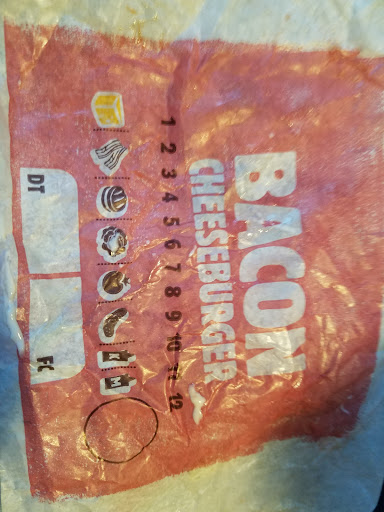 BACON
CHEESEBURGER
1 2 3 4 5 6 7 8 9 10 11 12
K M
DT FC